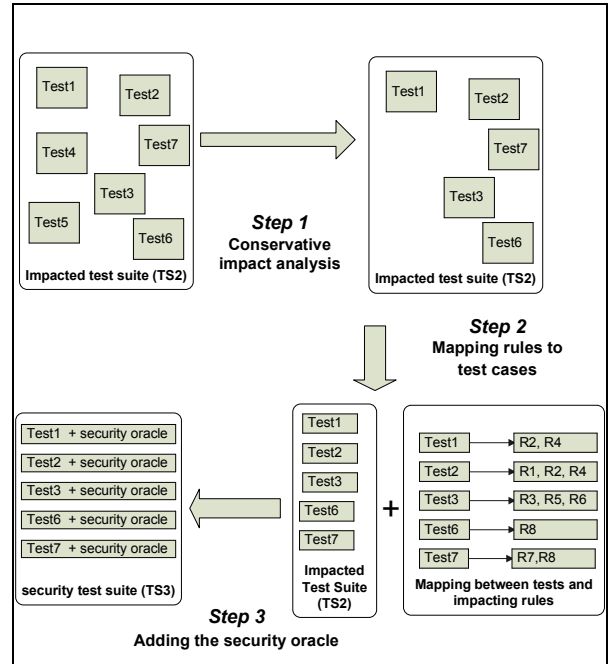 Test1
Test2
Test4
Test7
Test3
Test5
Test6
Impacted test suite (TS2)
Step 1
Conservative
impact analysis
Test1
Test2
Test7
Test3
Test6
Impacted test suite (TS2)
Step 2
Mapping rules to
test cases
Test1 + security oracle
Test2 + security oracle
Test3 + security oracle
Test6 + security oracle
Test7 + security oracle
security test suite (TS3)
Test1
Test2
Test3
Test6
Test7
Impacted
Test Suite
(TS2)
+
Test1 R2, R4
Test2 R1, R2, R4
Test3 R3, R5, R6
Test6 R8
Test7 R7,R8
Mapping between tests and
impacting rules
Step 3
Adding the security oracle